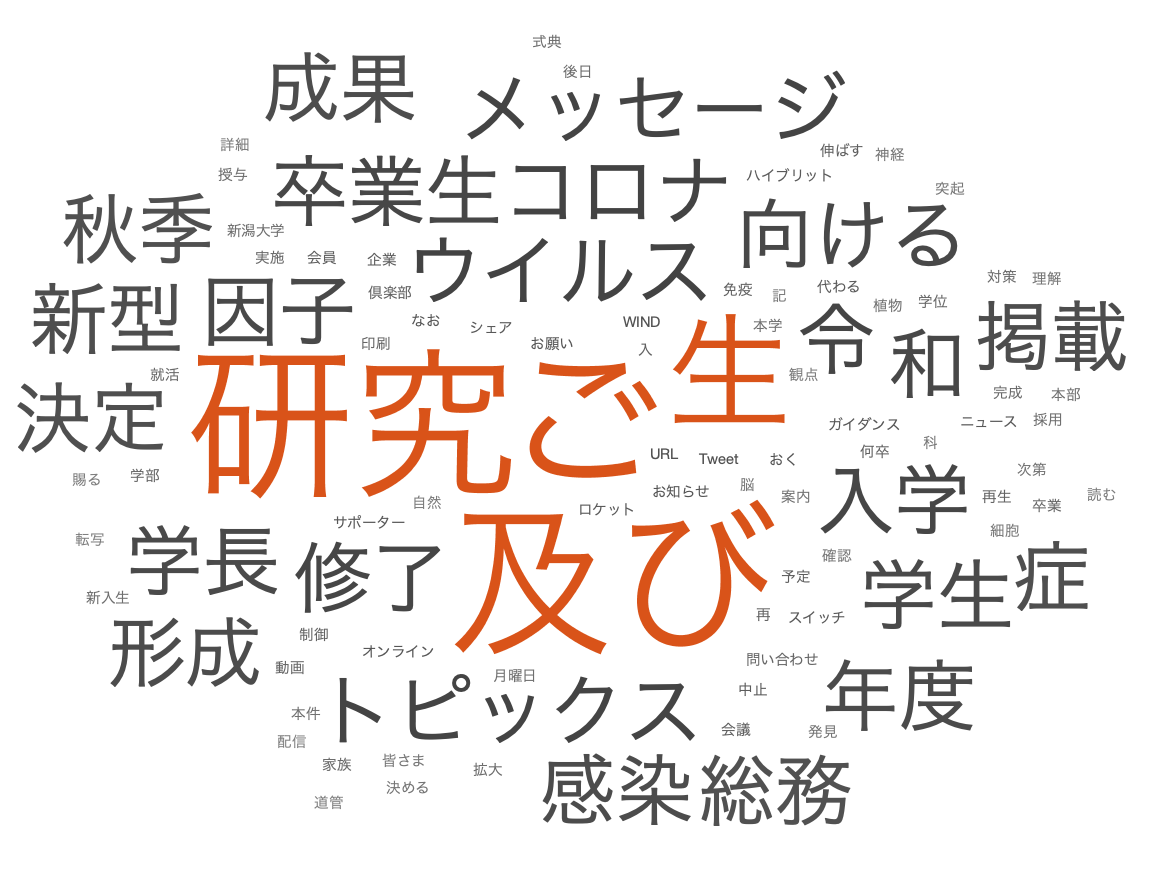 式典
後日
成果
メッセージ
詳細
伸ばす
神経
授与
卒業生
コロナ
ハイブリット
突起
秋季
新潟大学
向ける
実施
会員
企業
ウイルス
対策
理解
新型
因子
倶楽部
免疫
記
代わる
植物
学位
なお
シェア
WIND
本学
令
和
掲載
印刷
お願い
入
就活
研究
ご
生
観点
決定
完成
本部
ガイダンス
ニュース
採用
何卒
科
賜る
学部
URL
Tweet
おく
次第
自然
お知らせ
脳
案内
入学
再生
卒業
読む
サポーター
ロケット
細胞
転写
学長
修了
及び
確認
予定
学生
症
新入生
再
スイッチ
形成
制御
オンライン
動画
月曜日
問い合わせ
年度
本件
トピックス
中止
配信
会議
発見
家族
皆さま
拡大
感染
総務
決める
道管